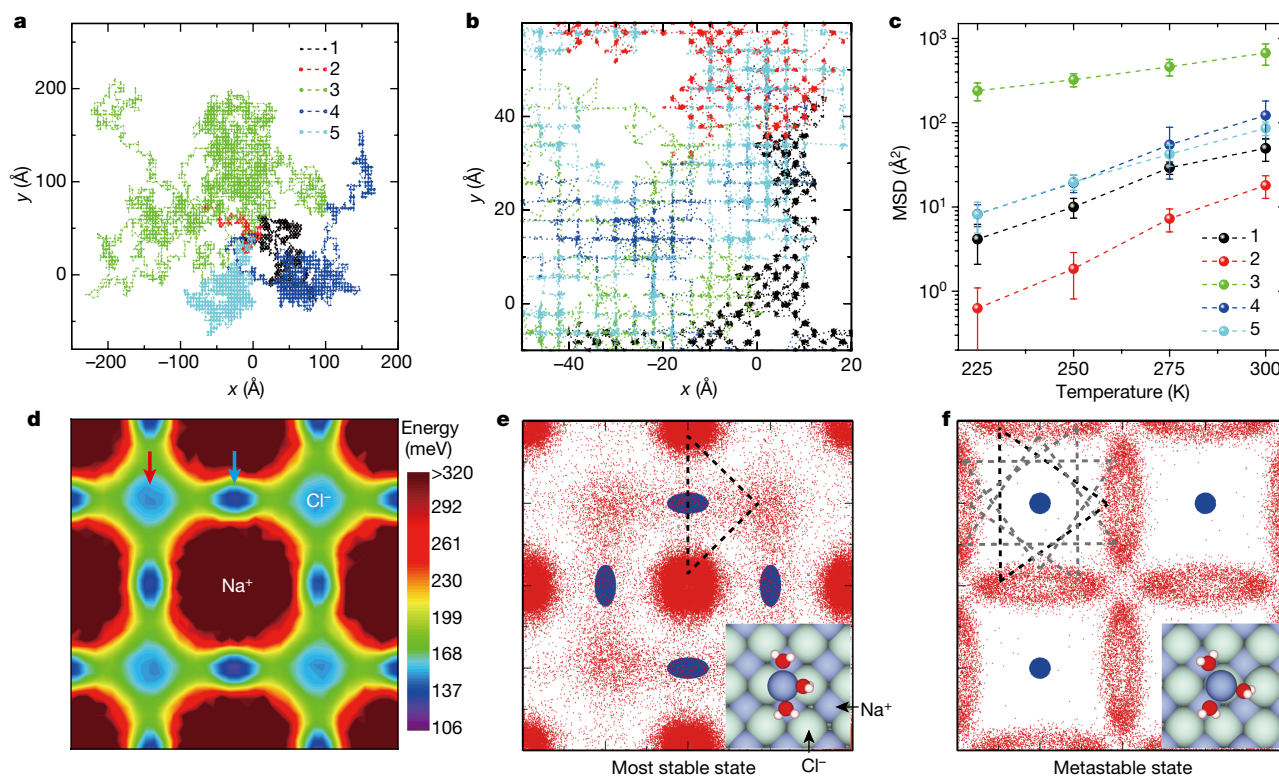 a
y (Å)
200
100
0
−200
−100
0
100
200
x (Å)
1
2
3
4
5
b
y (Å)
40
20
0
−40
−20
0
20
x (Å)
c
MSD (Å²)
10³
10²
10¹
10⁰
225
250
275
300
Temperature (K)
1
2
3
4
5
d
Cl⁻
Na⁺
Energy
(meV)
>320
292
261
230
199
168
137
106
e
Na⁺
Cl⁻
Most stable state
f
Metastable state